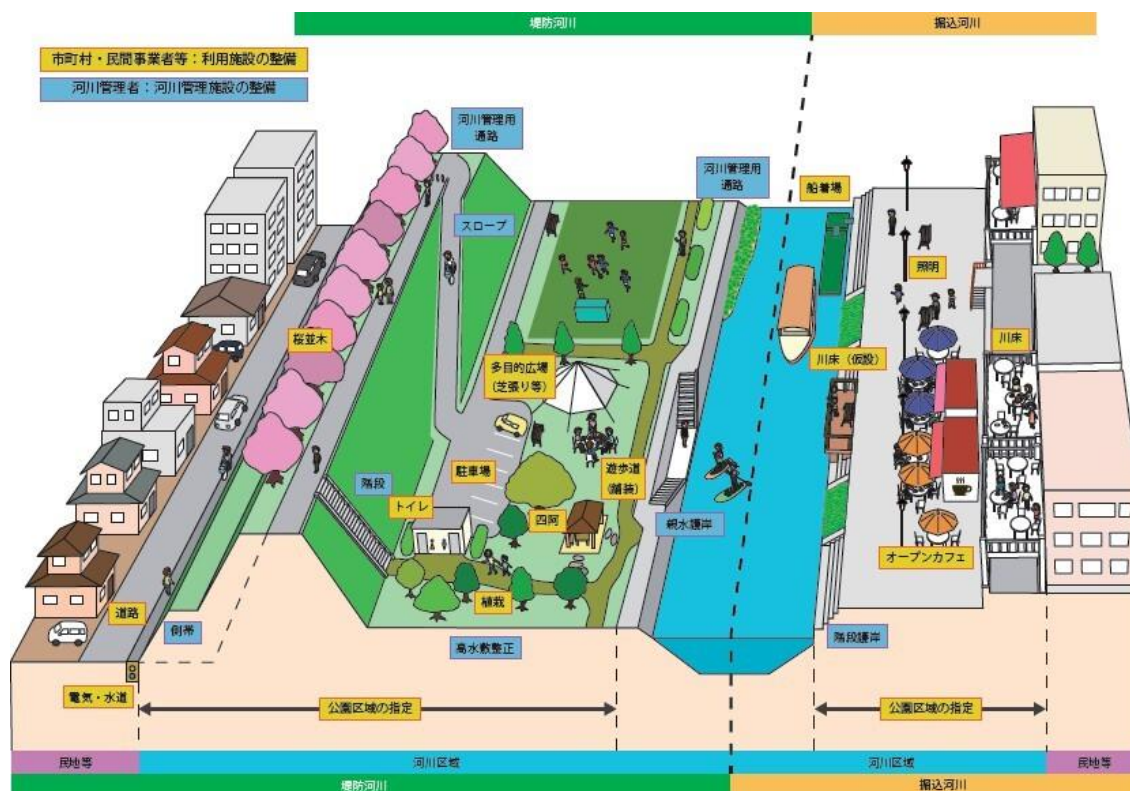 堤防河川
掘込河川
市町村・民間事業者等：利用施設の整備
河川管理者：河川管理施設の整備
河川管理用
通路
河川管理用
通路
船着場
スロープ
照明
桜並木
多目的広場
(芝張り等)
川床（仮設）
川床
階段
駐車場
遊歩道
(舗装)
トイレ
四阿
親水護岸
オープンカフェ
植栽
道路
側帯
高水敷整正
階段護岸
電気・水道
公園区域の指定
公園区域の指定
民地等
河川区域
河川区域
民地等
堤防河川
掘込河川